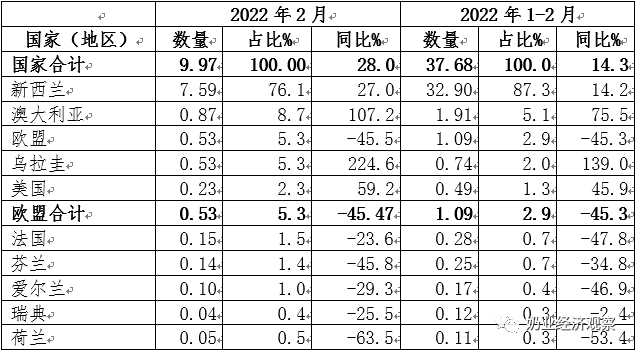 2022 年 2 月 2022 年 1-2 月
国家（地区） 数量 占比% 同比% 数量 占比% 同比%
国家合计 9.97 100.00 28.0 37.68 100.0 14.3
新西兰 7.59 76.1 27.0 32.90 87.3 14.2
澳大利亚 0.87 8.7 107.2 1.91 5.1 75.5
欧盟 0.53 5.3 -45.5 1.09 2.9 -45.3
乌拉圭 0.53 5.3 224.6 0.74 2.0 139.0
美国 0.23 2.3 59.2 0.49 1.3 45.9
欧盟合计 0.53 5.3 -45.47 1.09 2.9 -45.3
法国 0.15 1.5 -23.6 0.28 0.7 -47.8
芬兰 0.14 1.4 -45.8 0.25 0.7 -34.8
爱尔兰 0.10 1.0 -29.3 0.17 0.4 -46.9
瑞典 0.04 0.4 -25.5 0.12 0.3 -2.4
荷兰 0.05 0.5 -63.5 0.11 0.3 -53.4
奶业经济观察